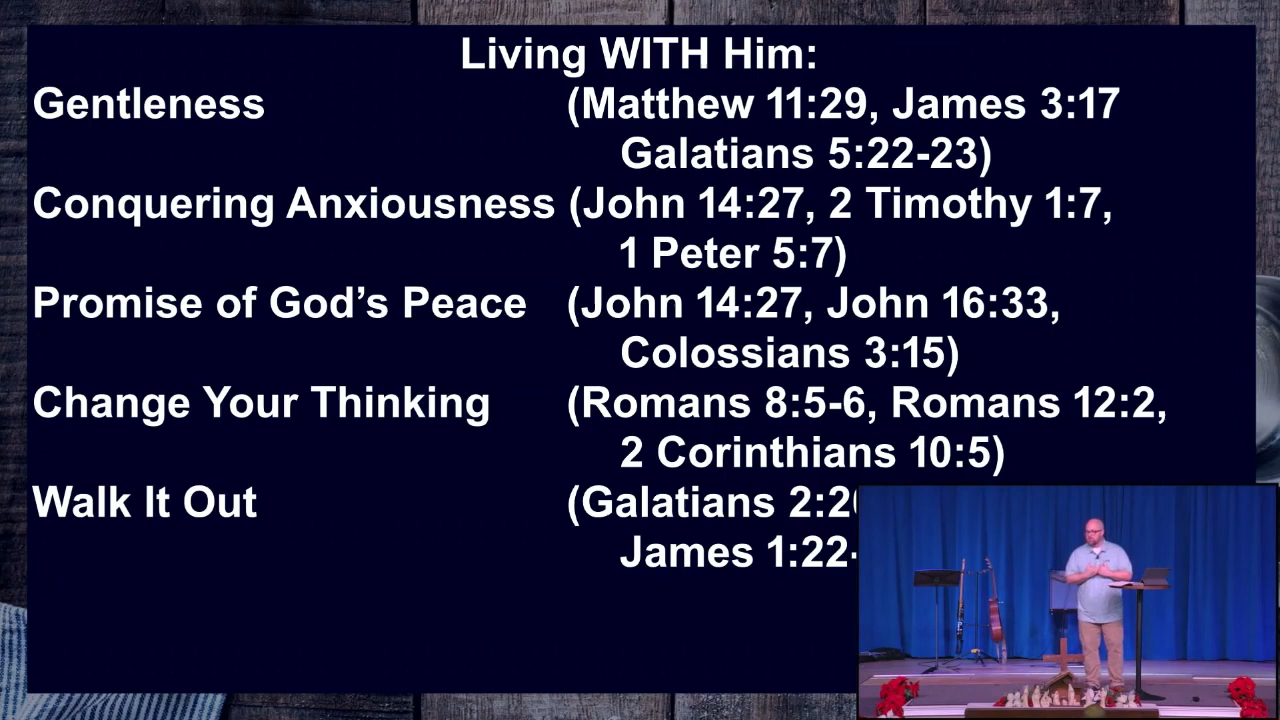 Living WITH Him:
Gentleness (Matthew 11:29, James 3:17
Galatians 5:22-23)
Conquering Anxiousness (John 14:27, 2 Timothy 1:7,
1 Peter 5:7)
Promise of God’s Peace (John 14:27, John 16:33,
Colossians 3:15)
Change Your Thinking (Romans 8:5-6, Romans 12:2,
2 Corinthians 10:5)
Walk It Out (Galatians
James 1:22-